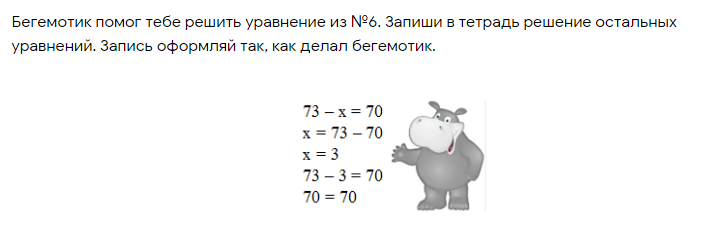 Бегемотик помог тебе решить уравнение из №6. Запиши в тетрадь решение остальных
уравнений. Запись оформляй так, как делал бегемотик.
73 – x = 70
x = 73 – 70
x = 3
73 – 3 = 70
70 = 70